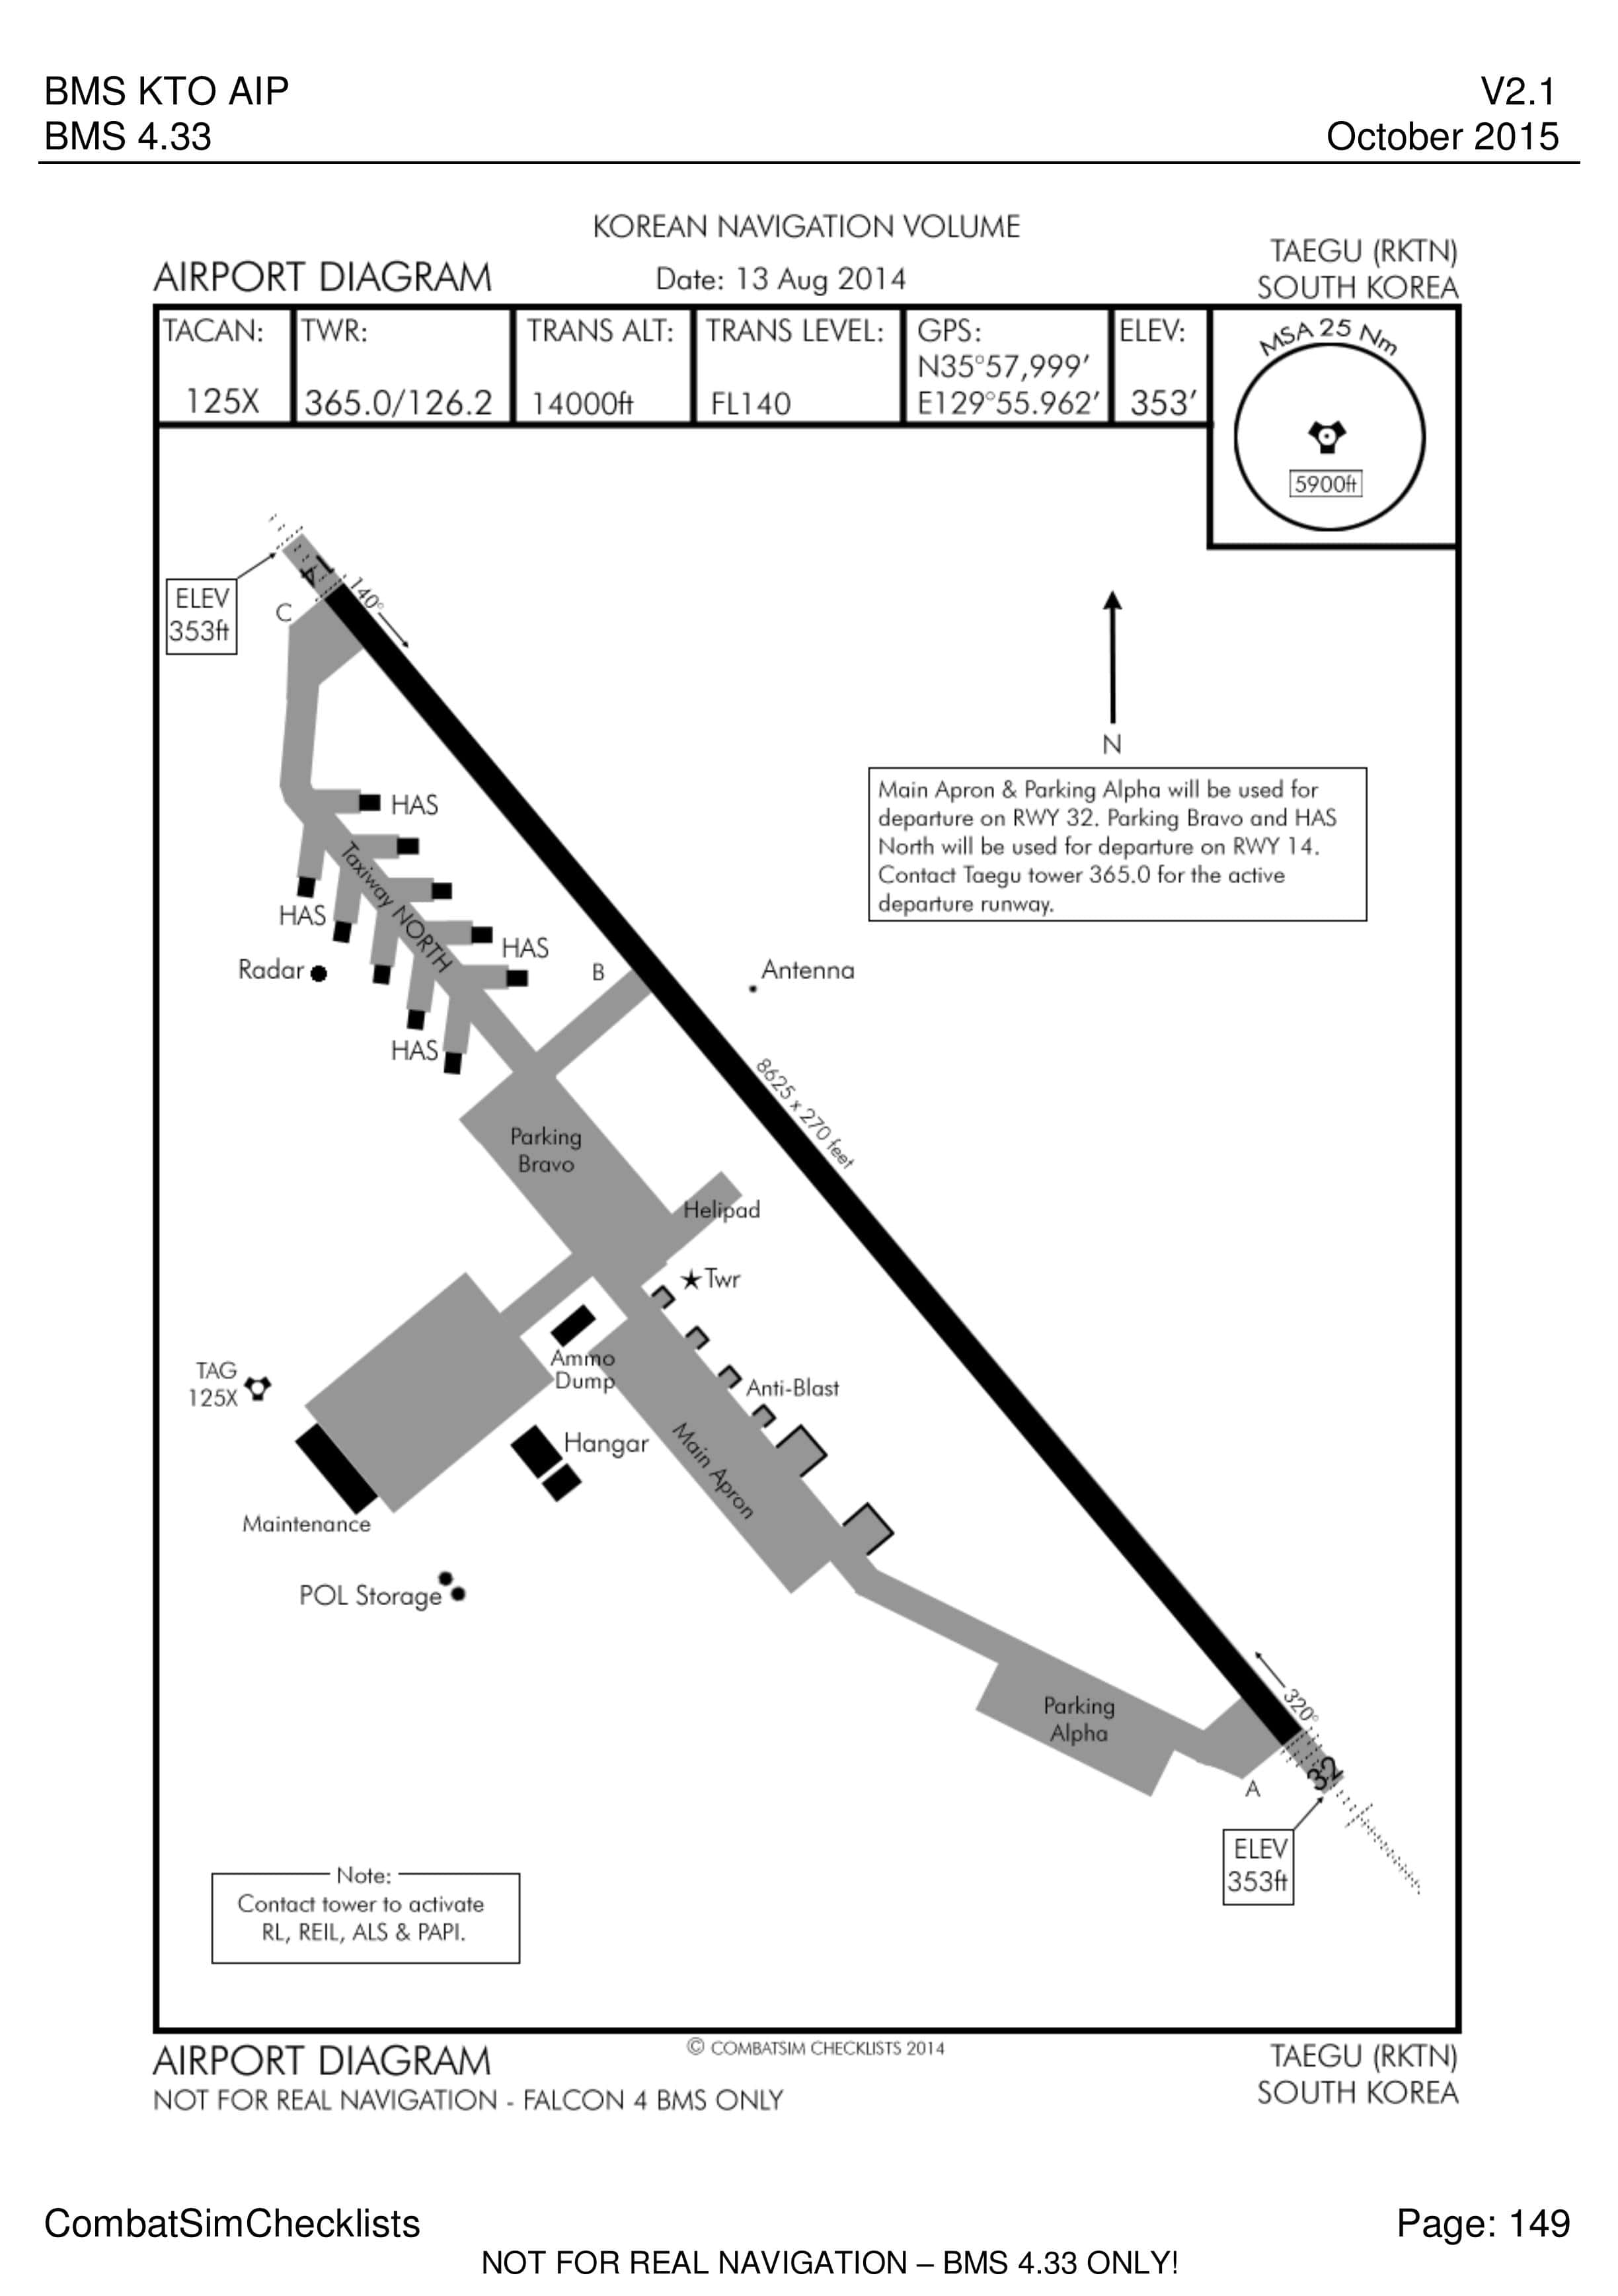 BMS KTO AIP
V2.1
BMS 4.33
October 2015
KOREAN NAVIGATION VOLUME
AIRPORT DIAGRAM
Date: 13 Aug 2014
TAEGU (RKTN)
SOUTH KOREA
TACAN:
125X
TWR:
365.0/126.2
TRANS ALT:
14000ft
TRANS LEVEL:
FL140
GPS:
N35°57,999′
E129°55.962′
ELEV:
353′
MSA 25 Nm
5900ft
14
140°
ELEV
353ft
C
N
Main Apron & Parking Alpha will be used for
departure on RWY 32. Parking Bravo and HAS
North will be used for departure on RWY 14.
Contact Taegu tower 365.0 for the active
departure runway.
HAS
Taxiway NORTH
HAS
HAS
Radar
B
Antenna
HAS
8625 x 270 feet
Parking
Bravo
Helipad
Twr
Ammo
Dump
TAG
125X
Anti-Blast
Hangar
Main Apron
Maintenance
POL Storage
320°
Parking
Alpha
32
A
ELEV
353ft
Note:
Contact tower to activate
RL, REIL, ALS & PAPI.
AIRPORT DIAGRAM
© COMBATSIM CHECKLISTS 2014
TAEGU (RKTN)
NOT FOR REAL NAVIGATION - FALCON 4 BMS ONLY
SOUTH KOREA
CombatSimChecklists
Page: 149
NOT FOR REAL NAVIGATION – BMS 4.33 ONLY!